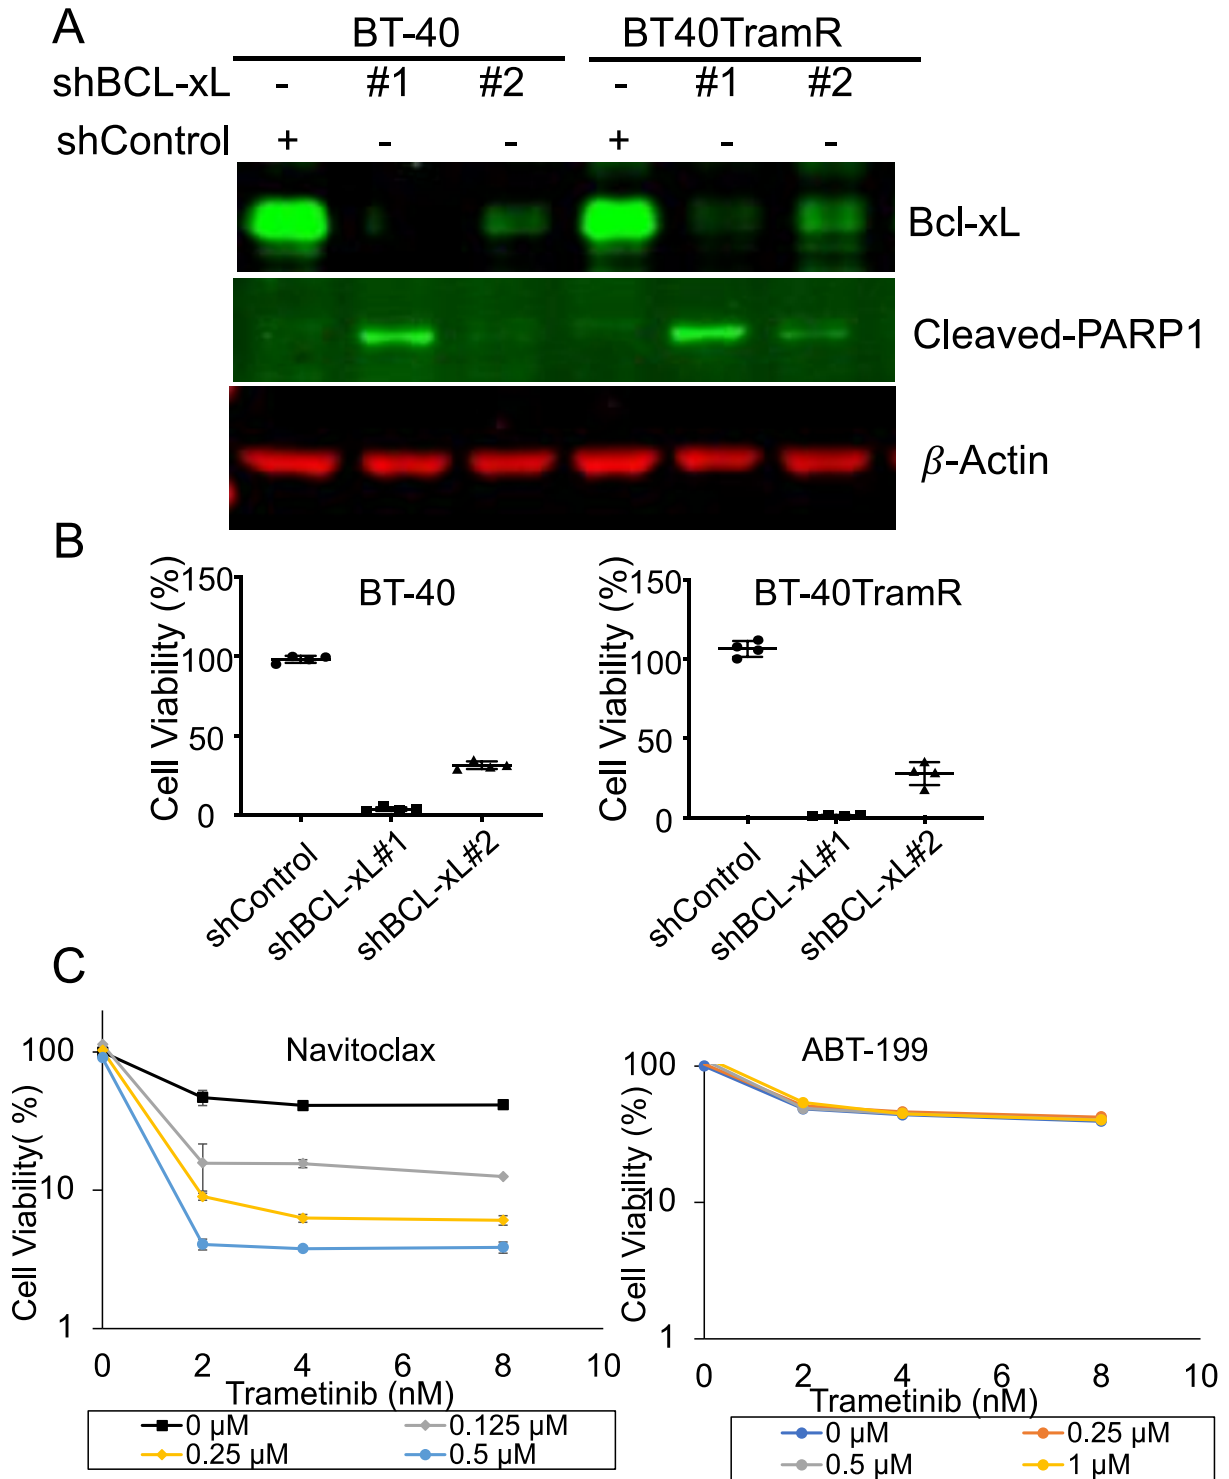 A
BT-40 BT40TramR
shBCL-xL - #1 #2 - #1 #2
shControl + - - + - -
Bcl-xL
Cleaved-PARP1
β-Actin
B
BT-40
Cell Viability (%)
150
100
50
0
shControl
shBCL-xL#1
shBCL-xL#2
BT-40TramR
Cell Viability (%)
150
100
50
0
shControl
shBCL-xL#1
shBCL-xL#2
C
Navitoclax
Cell Viability( %)
100
10
1
0 2 4 6 8 10
Trametinib (nM)
0 µM 0.125 µM
0.25 µM 0.5 µM
ABT-199
Cell Viability (%)
100
10
1
0 2 4 6 8 10
Trametinib (nM)
0 µM 0.25 µM
0.5 µM 1 µM